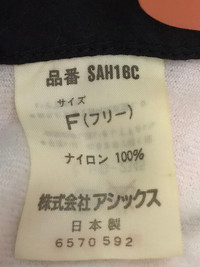 品番 SAH18C
サイズ
F(フリー)
ナイロン 100%
株式会社アシックス
日本製
6570592